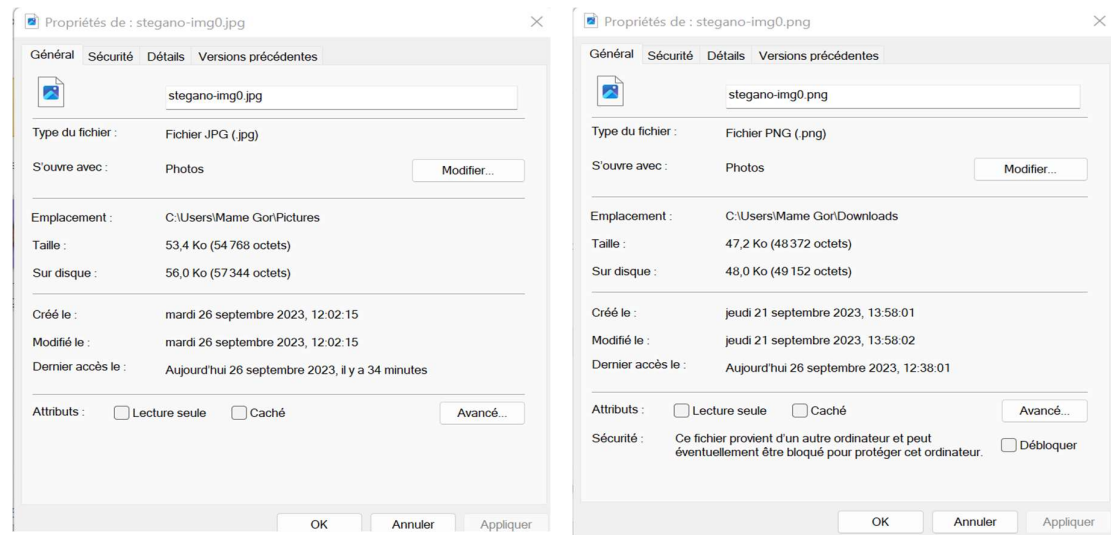 Propriétés de : stegano-img0.jpg
Général Sécurité Détails Versions précédentes
stegano-img0.jpg
Type du fichier : Fichier JPG (.jpg)
S'ouvre avec : Photos Modifier...
Emplacement : C:\Users\Mame Gor\Pictures
Taille : 53,4 Ko (54 768 octets)
Sur disque : 56,0 Ko (57 344 octets)
Créé le : mardi 26 septembre 2023, 12:02:15
Modifié le : mardi 26 septembre 2023, 12:02:15
Dernier accès le : Aujourd'hui 26 septembre 2023, il y a 34 minutes
Attributs : Lecture seule Caché Avancé...
OK Annuler Appliquer
Propriétés de : stegano-img0.png
Général Sécurité Détails Versions précédentes
stegano-img0.png
Type du fichier : Fichier PNG (.png)
S'ouvre avec : Photos Modifier...
Emplacement : C:\Users\Mame Gor\Downloads
Taille : 47,2 Ko (48 372 octets)
Sur disque : 48,0 Ko (49 152 octets)
Créé le : jeudi 21 septembre 2023, 13:58:01
Modifié le : jeudi 21 septembre 2023, 13:58:02
Dernier accès le : Aujourd'hui 26 septembre 2023, 12:38:01
Attributs : Lecture seule Caché Avancé...
Sécurité : Ce fichier provient d'un autre ordinateur et peut
éventuellement être bloqué pour protéger cet ordinateur. Débloquer
OK Annuler Appliquer